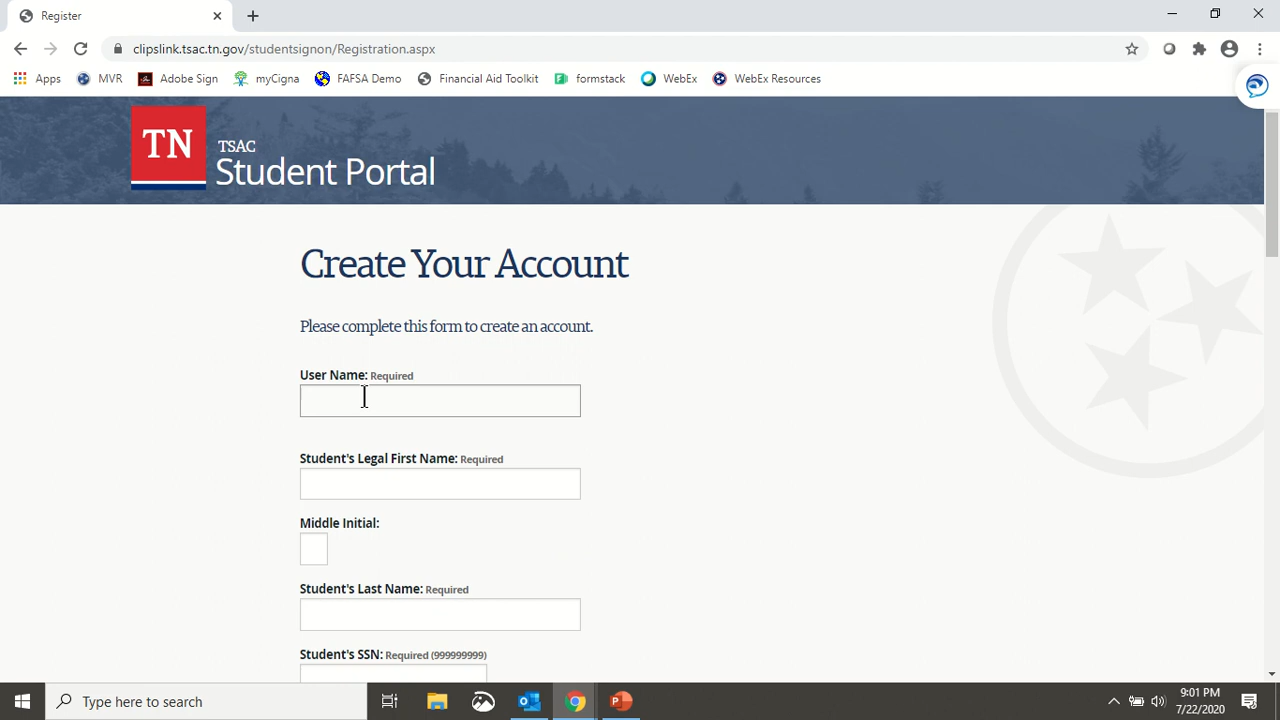 Register
clipslink.tsac.tn.gov/studentsignon/Registration.aspx
Apps MVR Adobe Sign myCigna FAFSA Demo Financial Aid Toolkit formstack WebEx WebEx Resources
TN
TSAC
Student Portal
Create Your Account
Please complete this form to create an account.
User Name: Required
Student's Legal First Name: Required
Middle Initial:
Student's Last Name: Required
Student's SSN: Required (999999999)
Type here to search
9:01 PM
7/22/2020